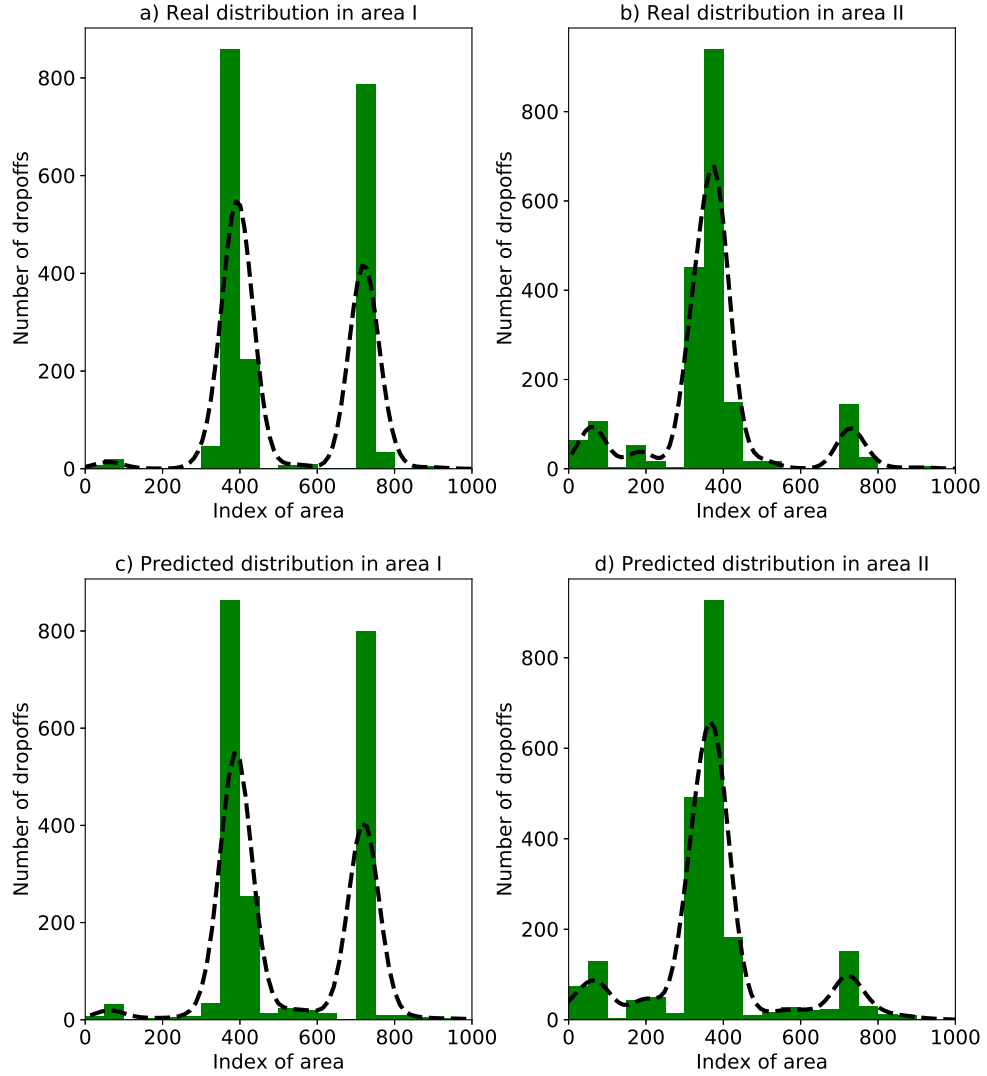 a) Real distribution in area I
Number of dropoffs
800
600
400
200
0
0 200 400 600 800 1000
Index of area
b) Real distribution in area II
Number of dropoffs
800
600
400
200
0
0 200 400 600 800 1000
Index of area
c) Predicted distribution in area I
Number of dropoffs
800
600
400
200
0
0 200 400 600 800 1000
Index of area
d) Predicted distribution in area II
Number of dropoffs
800
600
400
200
0
0 200 400 600 800 1000
Index of area